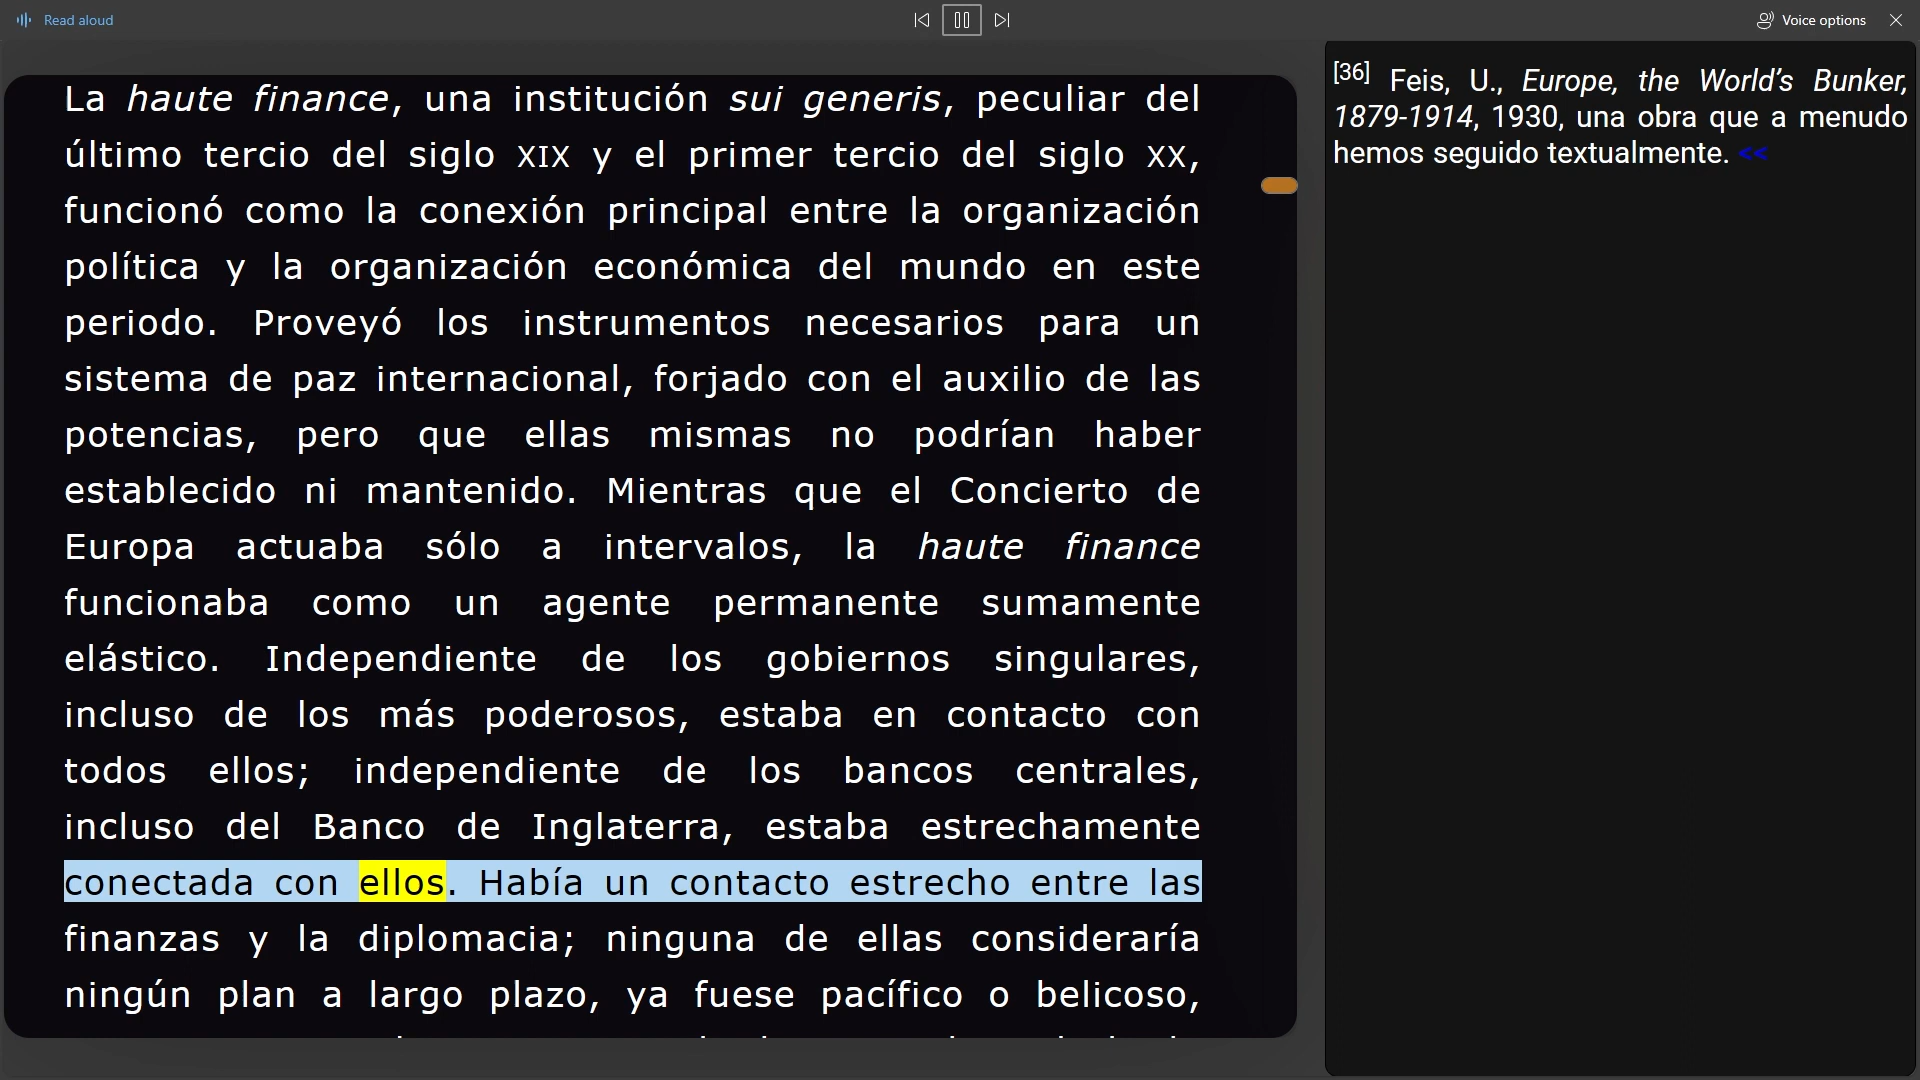 Read aloud
Voice options
La haute finance, una institución sui generis, peculiar del
último tercio del siglo XIX y el primer tercio del siglo XX,
funcionó como la conexión principal entre la organización
política y la organización económica del mundo en este
periodo. Proveyó los instrumentos necesarios para un
sistema de paz internacional, forjado con el auxilio de las
potencias, pero que ellas mismas no podrían haber
establecido ni mantenido. Mientras que el Concierto de
Europa actuaba sólo a intervalos, la haute finance
funcionaba como un agente permanente sumamente
elástico. Independiente de los gobiernos singulares,
incluso de los más poderosos, estaba en contacto con
todos ellos; independiente de los bancos centrales,
incluso del Banco de Inglaterra, estaba estrechamente
conectada con ellos. Había un contacto estrecho entre las
finanzas y la diplomacia; ninguna de ellas consideraría
ningún plan a largo plazo, ya fuese pacífico o belicoso,
[36] Feis, U., Europe, the World’s Bunker,
1879-1914, 1930, una obra que a menudo
hemos seguido textualmente. <<